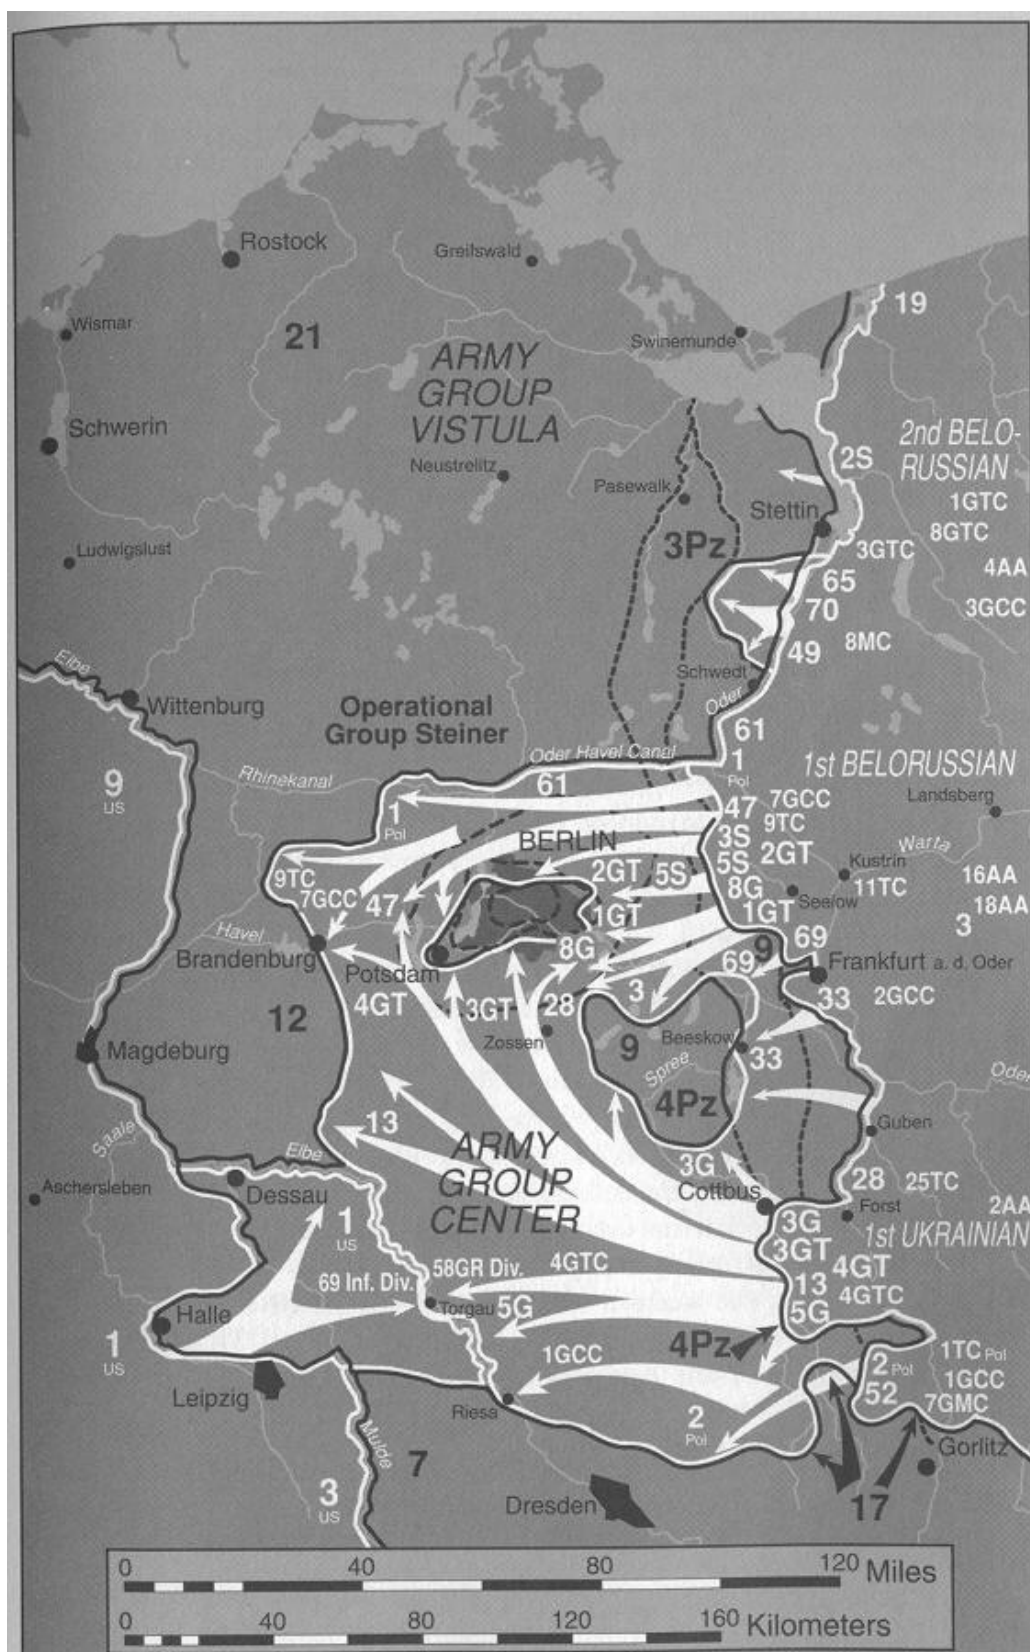 Rostock
Greifswald
19
Wismar
21
Swinemunde
ARMY
GROUP
VISTULA
2nd BELO-
RUSSIAN
Schwerin
2S
Neustrelitz
Pasewalk
1GTC
Stettin
8GTC
3Pz
3GTC
Ludwigslust
4AA
65
70
3GCC
8MC
49
Elbe
Schwedt
Wittenburg
Operational
Group Steiner
Oder
61
Oder Havel Canal
1
Pol
1st BELORUSSIAN
9
US
Rhinekanal
61
7GCC
Landsberg
1
Pol
47
9TC
BERLIN
3S
2GT
Warta
5S
Kustrin
9TC
2GT
5S
8G
11TC
16AA
7GCC
47
Seelow
18AA
1GT
1GT
3
Havel
8G
9
69
Brandenburg
Potsdam
69
Frankfurt a. d. Oder
4GT
3GT
28
3
33
2GCC
12
Zossen
9
Beeskow
33
Magdeburg
Spree
Oder
4Pz
13
Guben
Saale
Elbe
ARMY
GROUP
CENTER
3G
28
25TC
Aschersleben
Dessau
Cottbus
Forst
2AA
1
US
3G
1st UKRAINIAN
3GT
4GT
69 Inf. Div.
58GR Div.
4GTC
13
4GTC
Halle
Torgau
5G
5G
1
US
4Pz
1GCC
2
Pol
1TC Pol
Leipzig
52
1GCC
Riesa
2
Pol
7GMC
Mulde
7
Gorlitz
3
US
Dresden
17
0 40 80 120 Miles
0 40 80 120 160 Kilometers